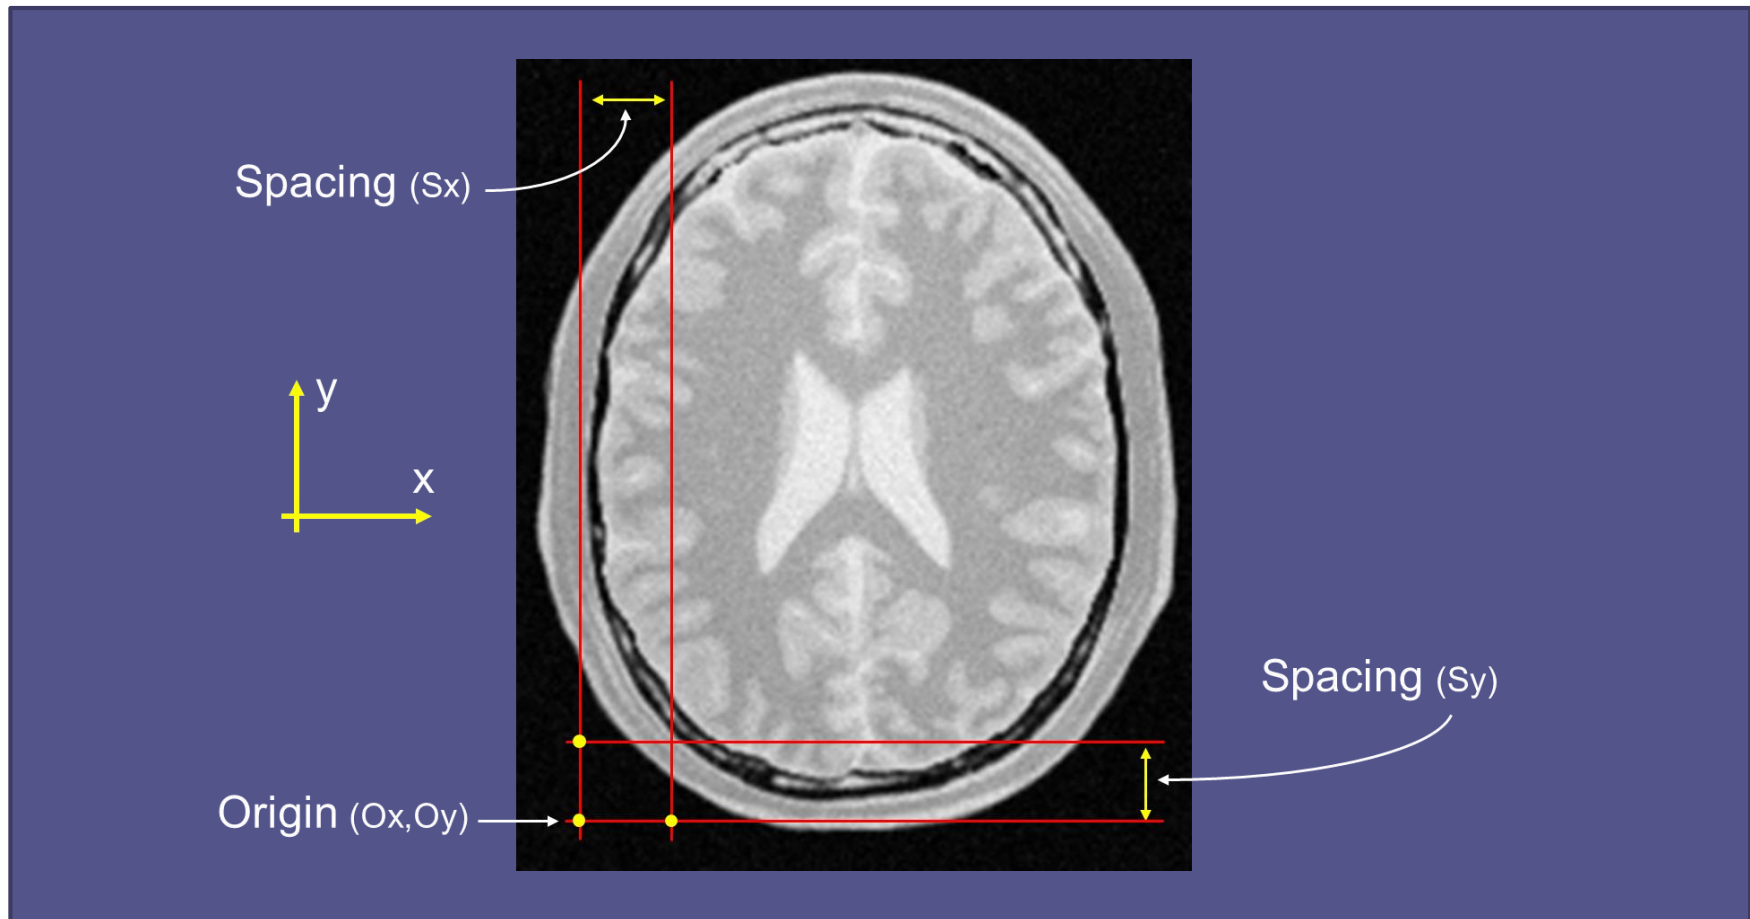 Spacing (Sx)
y
x
Spacing (Sy)
Origin (Ox,Oy)